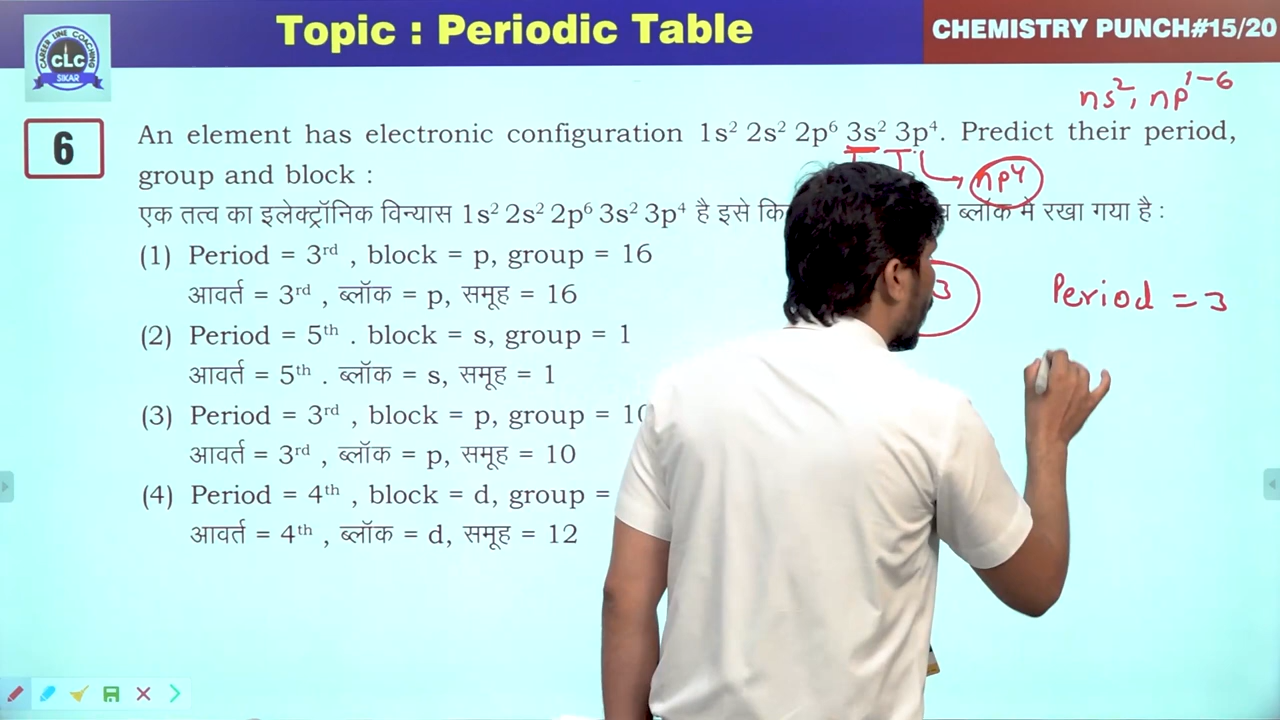 Topic : Periodic Table
CHEMISTRY PUNCH#15/20
CAREER LINE COACHING
CLC
SIKAR
ns², np¹⁻⁶
6
An element has electronic configuration 1s² 2s² 2p⁶ 3s² 3p⁴. Predict their period,
group and block :
np⁴
एक तत्व का इलेक्ट्रॉनिक विन्यास 1s² 2s² 2p⁶ 3s² 3p⁴ है इसे ब्लॉक में रखा गया है :
(1) Period = 3ʳᵈ , block = p, group = 16
आवर्त = 3ʳᵈ , ब्लॉक = p, समूह = 16
3
Period = 3
(2) Period = 5ᵗʰ . block = s, group = 1
आवर्त = 5ᵗʰ . ब्लॉक = s, समूह = 1
(3) Period = 3ʳᵈ , block = p, group = 10
आवर्त = 3ʳᵈ , ब्लॉक = p, समूह = 10
(4) Period = 4ᵗʰ , block = d, group =
आवर्त = 4ᵗʰ , ब्लॉक = d, समूह = 12